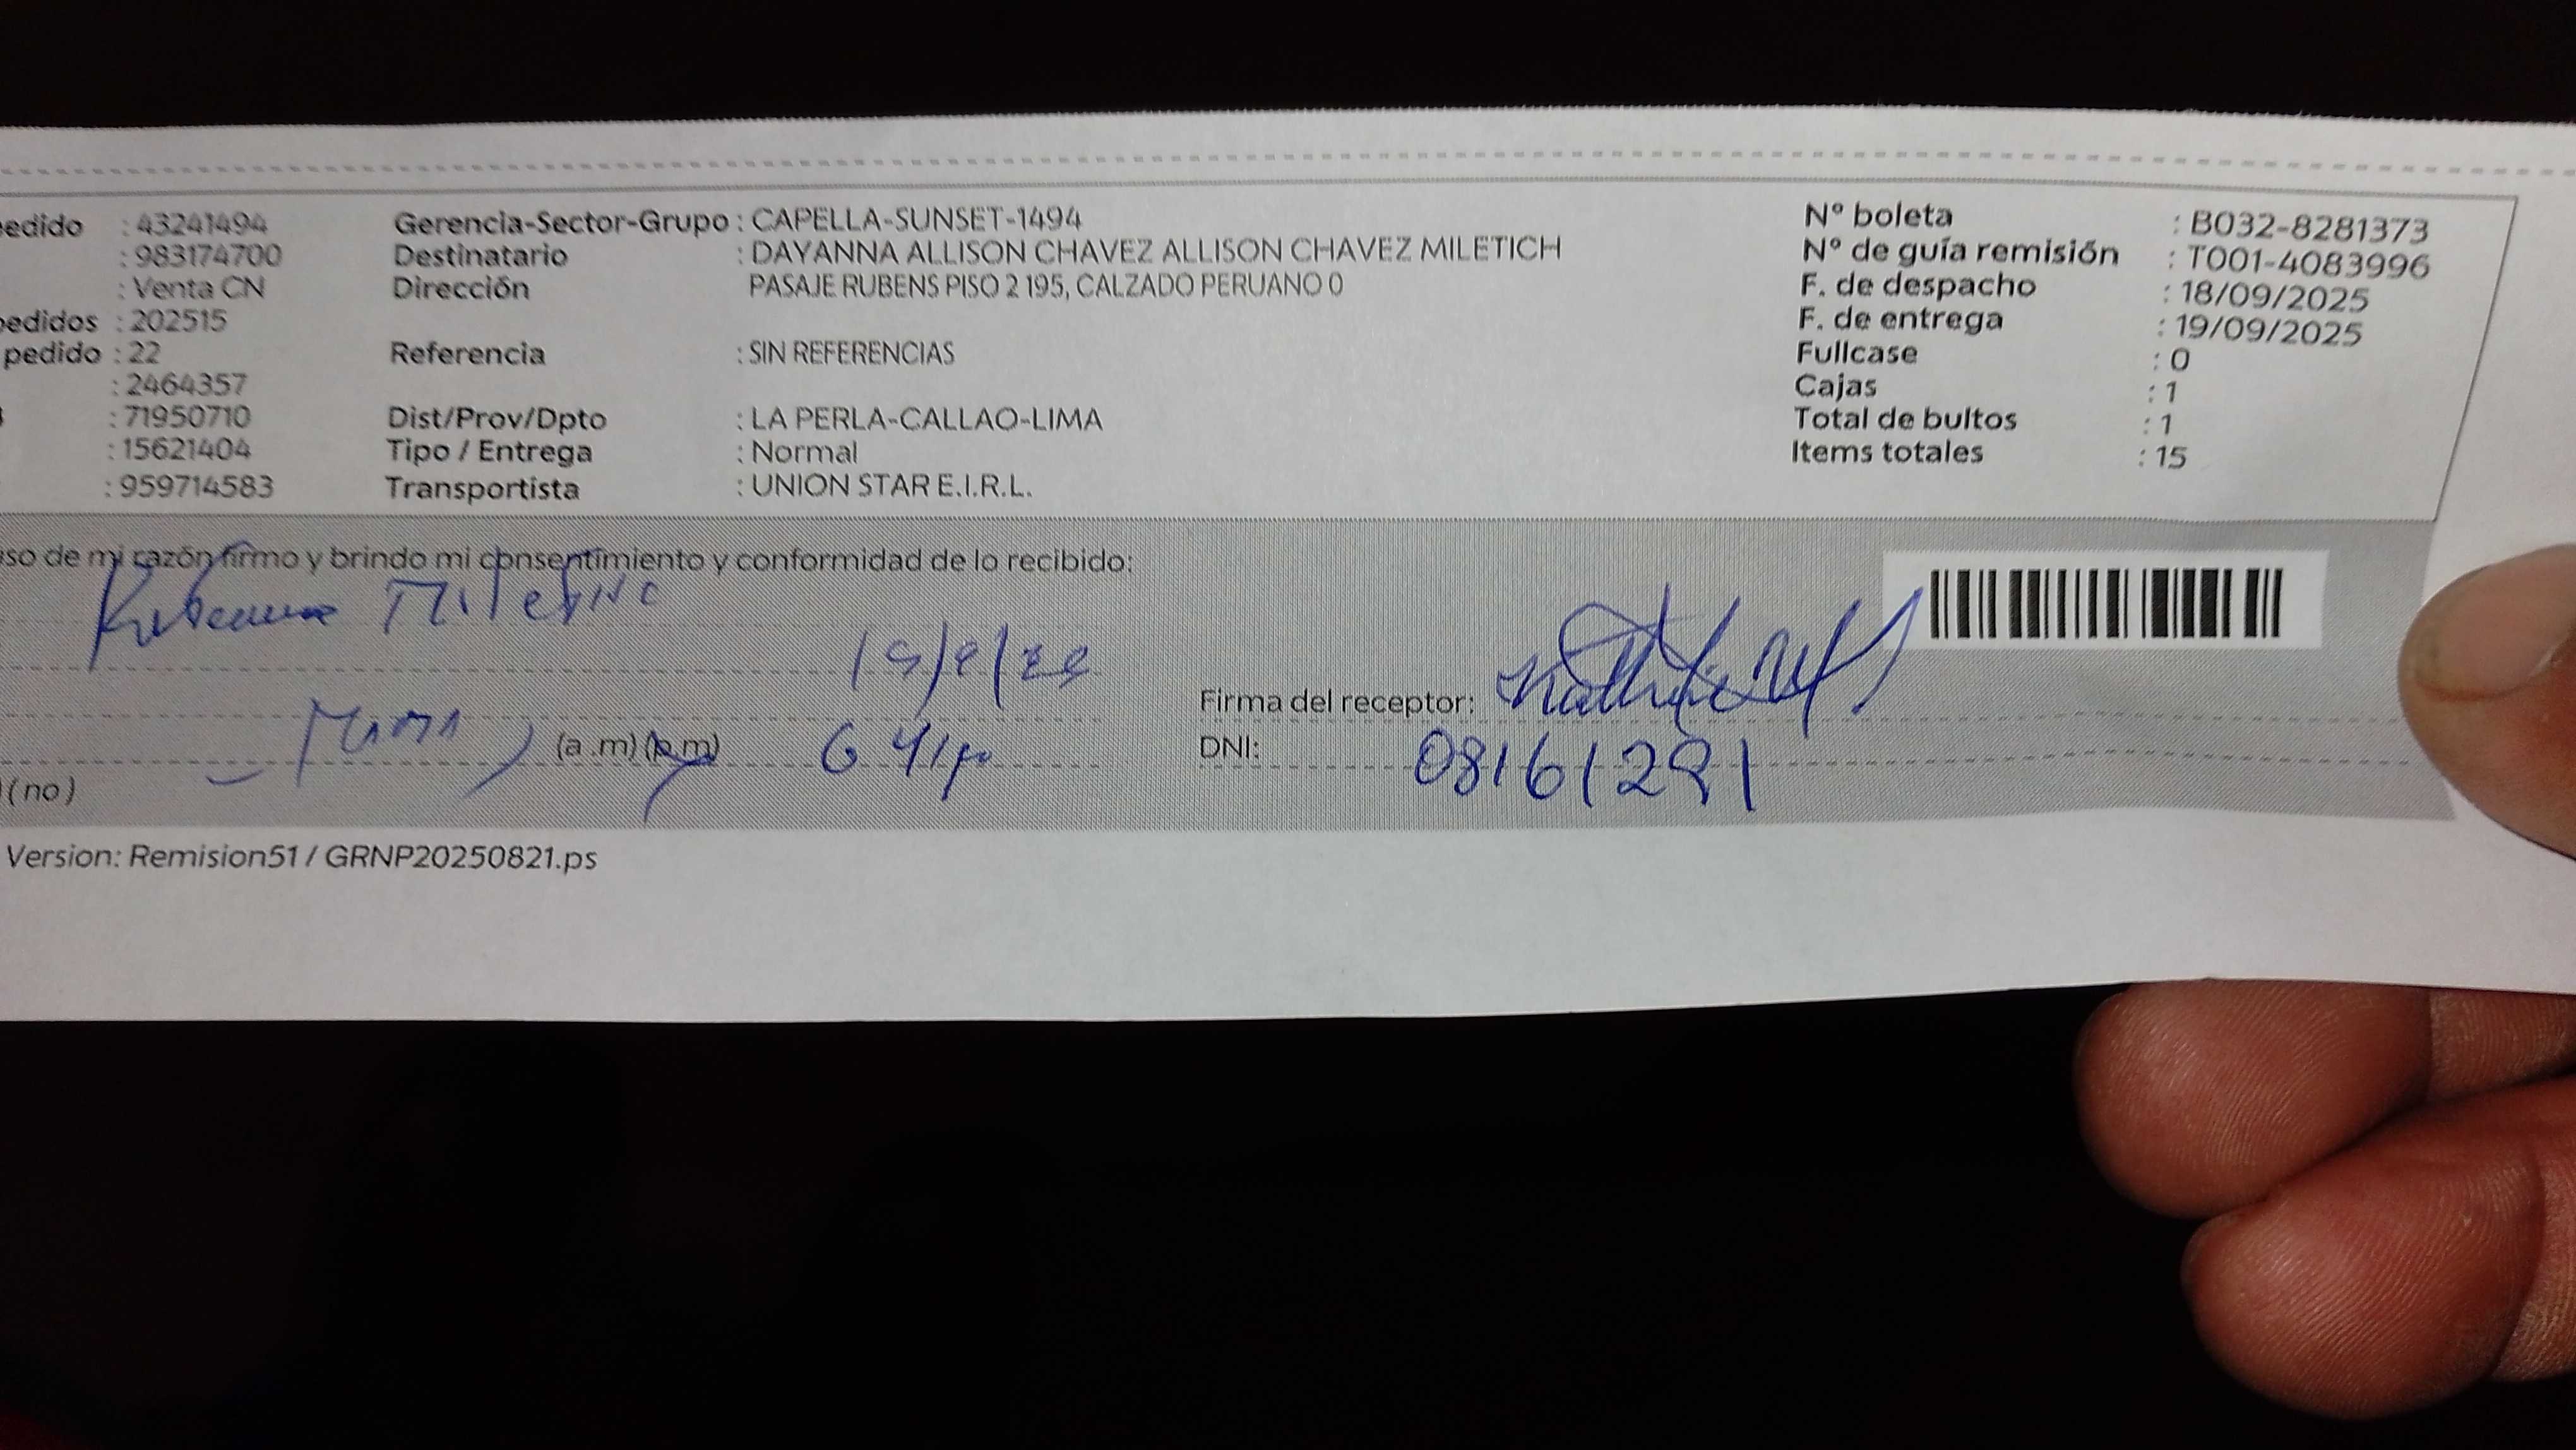 edido : 43241494
: 983174700
: Venta CN
pedidos : 202515
pedido : 22
: 2464357
: 71950710
: 15621404
: 959714583
Gerencia-Sector-Grupo : CAPELLA-SUNSET-1494
Destinatario : DAYANNA ALLISON CHAVEZ ALLISON CHAVEZ MILETICH
Dirección PASAJE RUBENS PISO 2 195, CALZADO PERUANO 0
Referencia : SIN REFERENCIAS
Dist/Prov/Dpto : LA PERLA-CALLAO-LIMA
Tipo / Entrega : Normal
Transportista : UNION STAR E.I.R.L.
Nº boleta : B032-8281373
Nº de guía remisión : T001-4083996
F. de despacho : 18/09/2025
F. de entrega : 19/09/2025
Fullcase : 0
Cajas : 1
Total de bultos : 1
Items totales : 15
uso de mi razón firmo y brindo mi consentimiento y conformidad de lo recibido:
Firma del receptor:
(a .m) (p.m)
DNI: 08161291
(no)
Version: Remision51 / GRNP20250821.ps